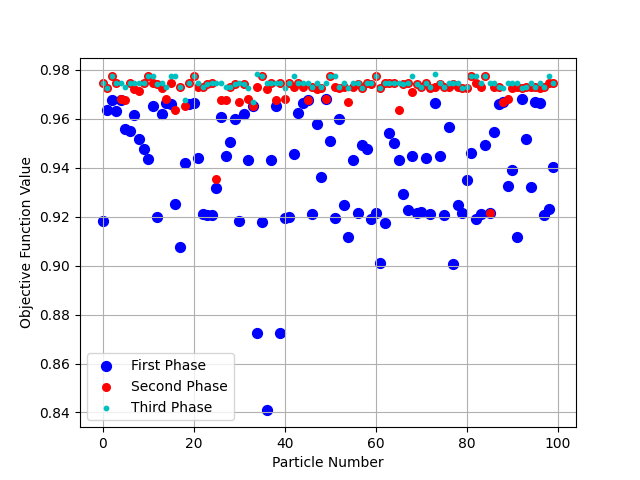 0.98
0.96
0.94
0.92
0.90
0.88
0.86
0.84
Objective Function Value
First Phase
Second Phase
Third Phase
0 20 40 60 80 100
Particle Number